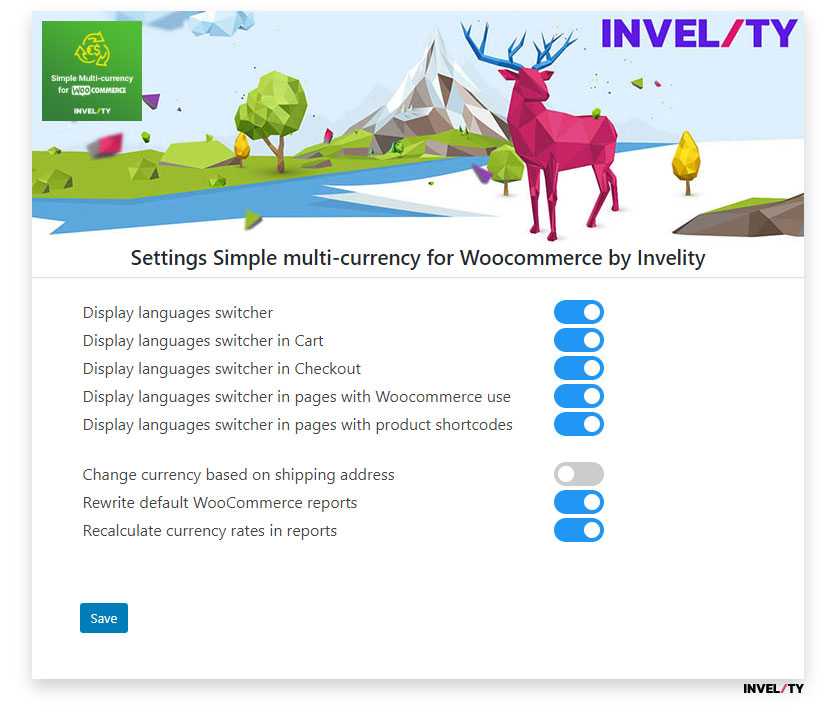 INVEL/TY
€$
Simple Multi-currency
for WOO COMMERCE
INVEL/TY
Settings Simple multi-currency for Woocommerce by Invelity
Display languages switcher
Display languages switcher in Cart
Display languages switcher in Checkout
Display languages switcher in pages with Woocommerce use
Display languages switcher in pages with product shortcodes
Change currency based on shipping address
Rewrite default WooCommerce reports
Recalculate currency rates in reports
Save
INVEL/TY